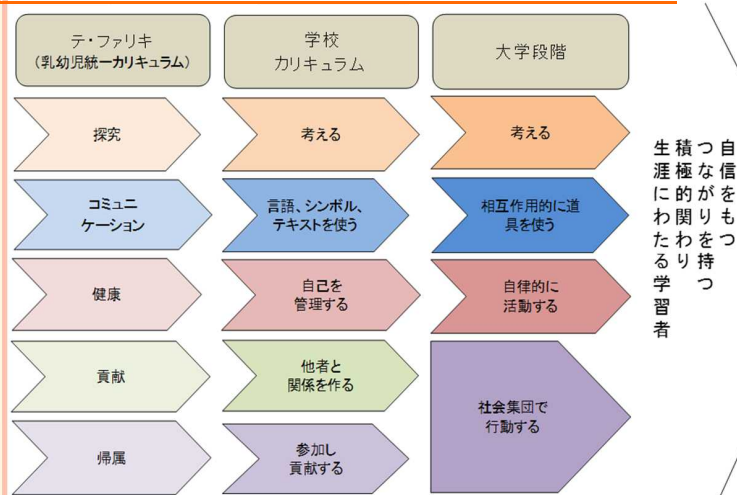 テ・ファリキ
(乳幼児統一カリキュラム)
学校
カリキュラム
大学段階
探究
考える
考える
コミュニ
ケーション
言語、シンボル、
テキストを使う
相互作用的に道
具を使う
健康
自己を
管理する
自律的に
活動する
貢献
他者と
関係を作る
社会集団で
行動する
帰属
参加し
貢献する
自信をもつ
つながりを持つ
積極的関わり
生涯にわたる学習者